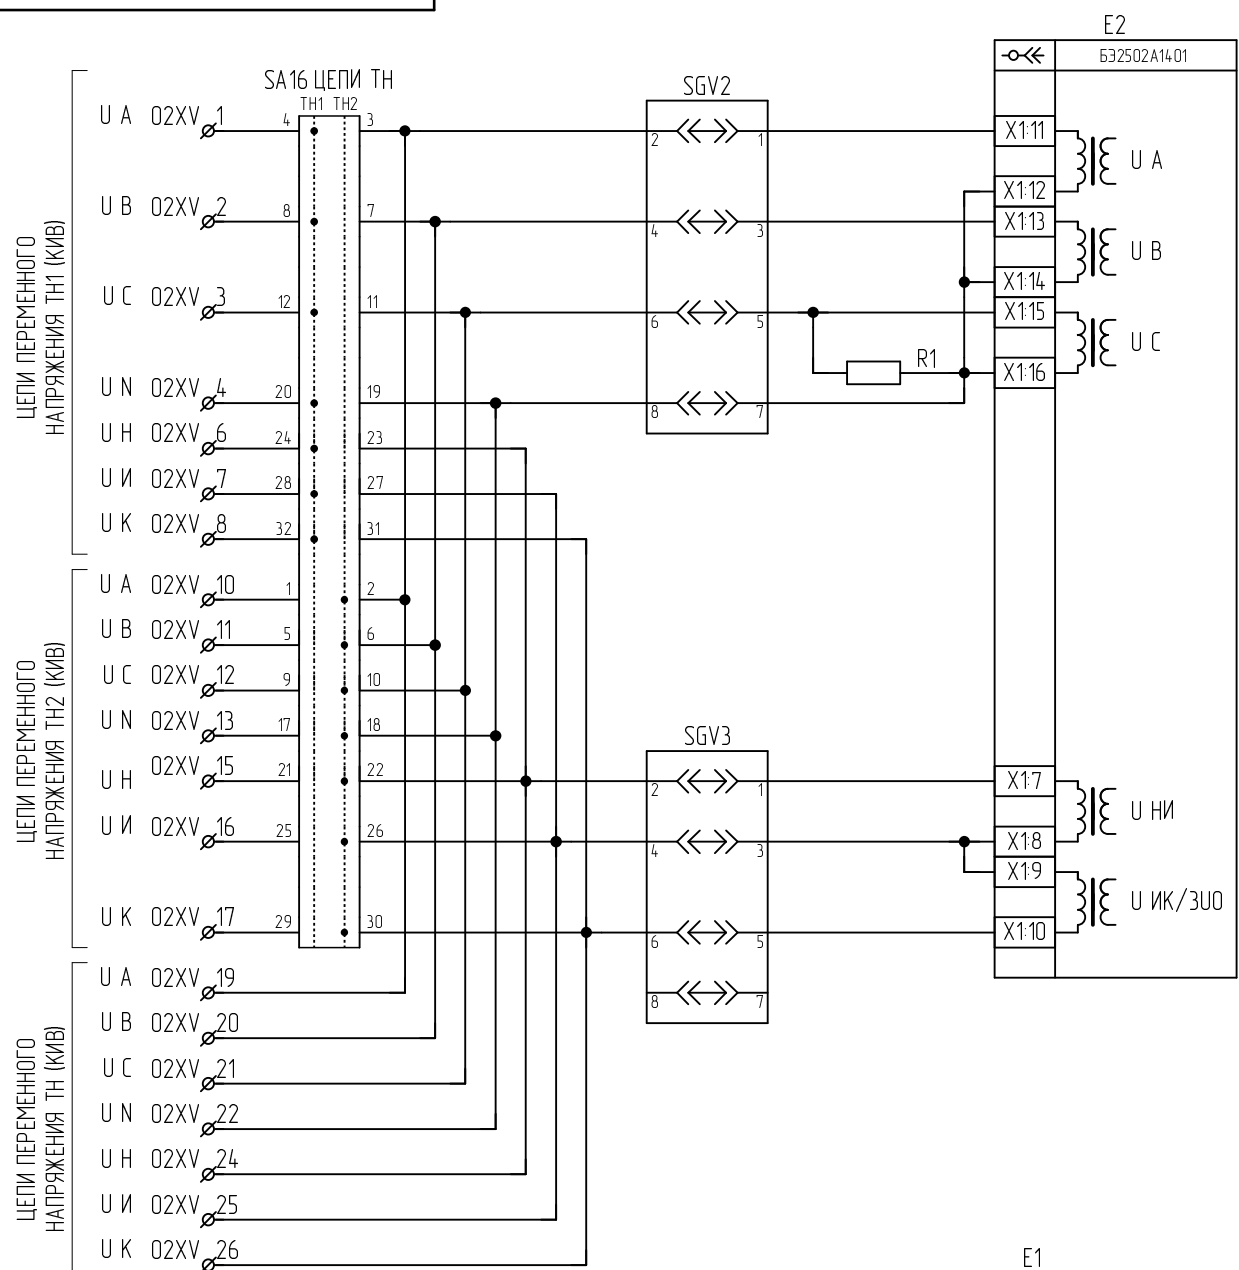 E2
БЭ2502А1401
SA16 ЦЕПИ ТН
ТН1 ТН2
SGV2
ЦЕПИ ПЕРЕМЕННОГО
НАПРЯЖЕНИЯ ТН1 (КИВ)
U A 02XV 1 4 3 2 1 X1:11
U A
X1:12
U B 02XV 2 8 7 4 3 X1:13
U B
X1:14
U C 02XV 3 12 11 6 5 X1:15
U C
R1
X1:16
U N 02XV 4 20 19 8 7
U Н 02XV 6 24 23
U И 02XV 7 28 27
U К 02XV 8 32 31
ЦЕПИ ПЕРЕМЕННОГО
НАПРЯЖЕНИЯ ТН2 (КИВ)
U A 02XV 10 1 2
U B 02XV 11 5 6
U C 02XV 12 9 10
U N 02XV 13 17 18
SGV3
U Н 02XV 15 21 22 2 1 X1:7
U НИ
U И 02XV 16 25 26 4 3 X1:8
X1:9
U ИК/3U0
U К 02XV 17 29 30 6 5 X1:10
8 7
ЦЕПИ ПЕРЕМЕННОГО
НАПРЯЖЕНИЯ ТН (КИВ)
U A 02XV 19
U B 02XV 20
U C 02XV 21
U N 02XV 22
U Н 02XV 24
U И 02XV 25
U К 02XV 26
E1